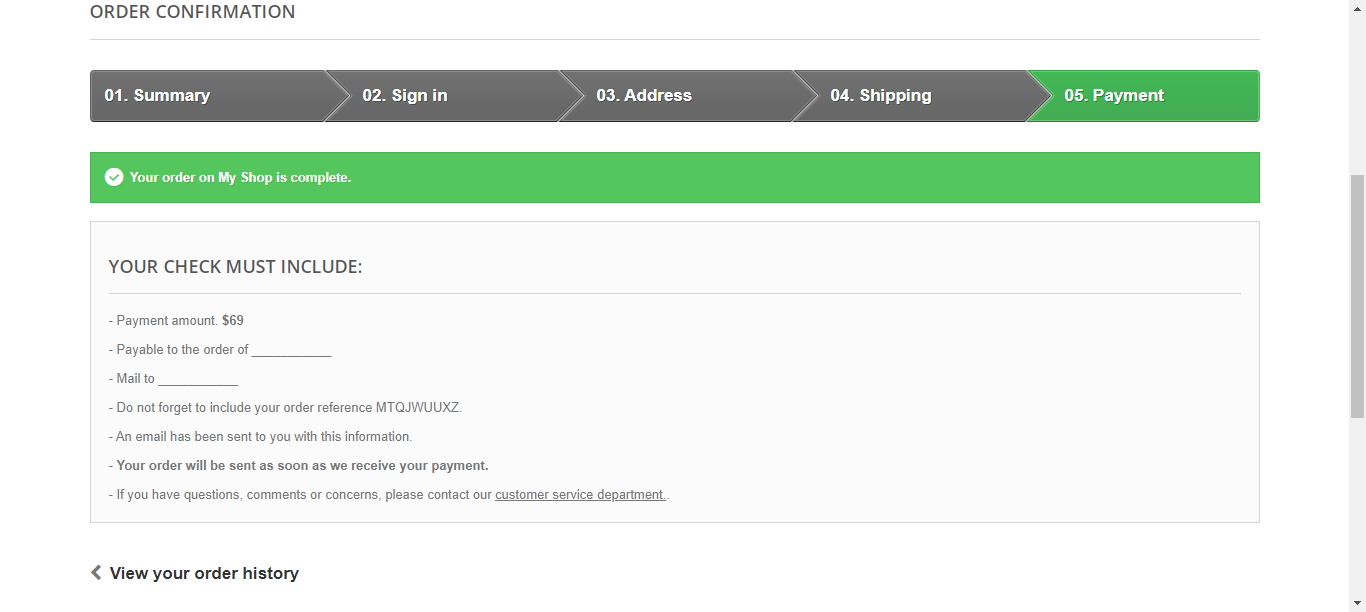 ORDER CONFIRMATION
01. Summary
02. Sign in
03. Address
04. Shipping
05. Payment
Your order on My Shop is complete.
YOUR CHECK MUST INCLUDE:
- Payment amount. $69
- Payable to the order of ___________
- Mail to ___________
- Do not forget to include your order reference MTQJWUUXZ.
- An email has been sent to you with this information.
- Your order will be sent as soon as we receive your payment.
- If you have questions, comments or concerns, please contact our customer service department..
View your order history